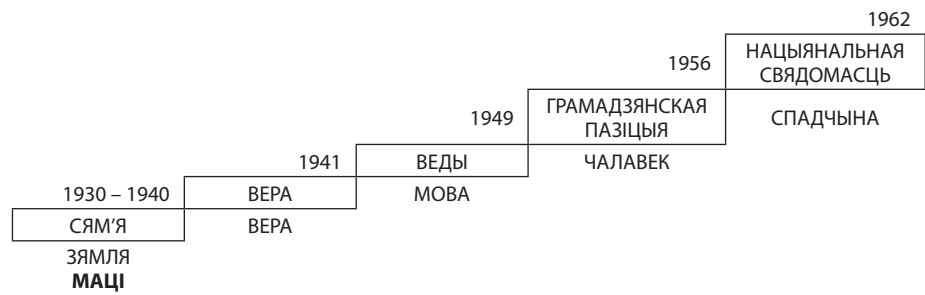 1962
НАЦЫЯНАЛЬНАЯ
СВЯДОМАСЦЬ
1956
ГРАМАДЗЯНСКАЯ
ПАЗІЦЫЯ
СПАДЧЫНА
1949
ВЕДЫ
ЧАЛАВЕК
1941
ВЕРА
МОВА
1930 – 1940
СЯМ'Я
ВЕРА
ЗЯМЛЯ
МАЦІ